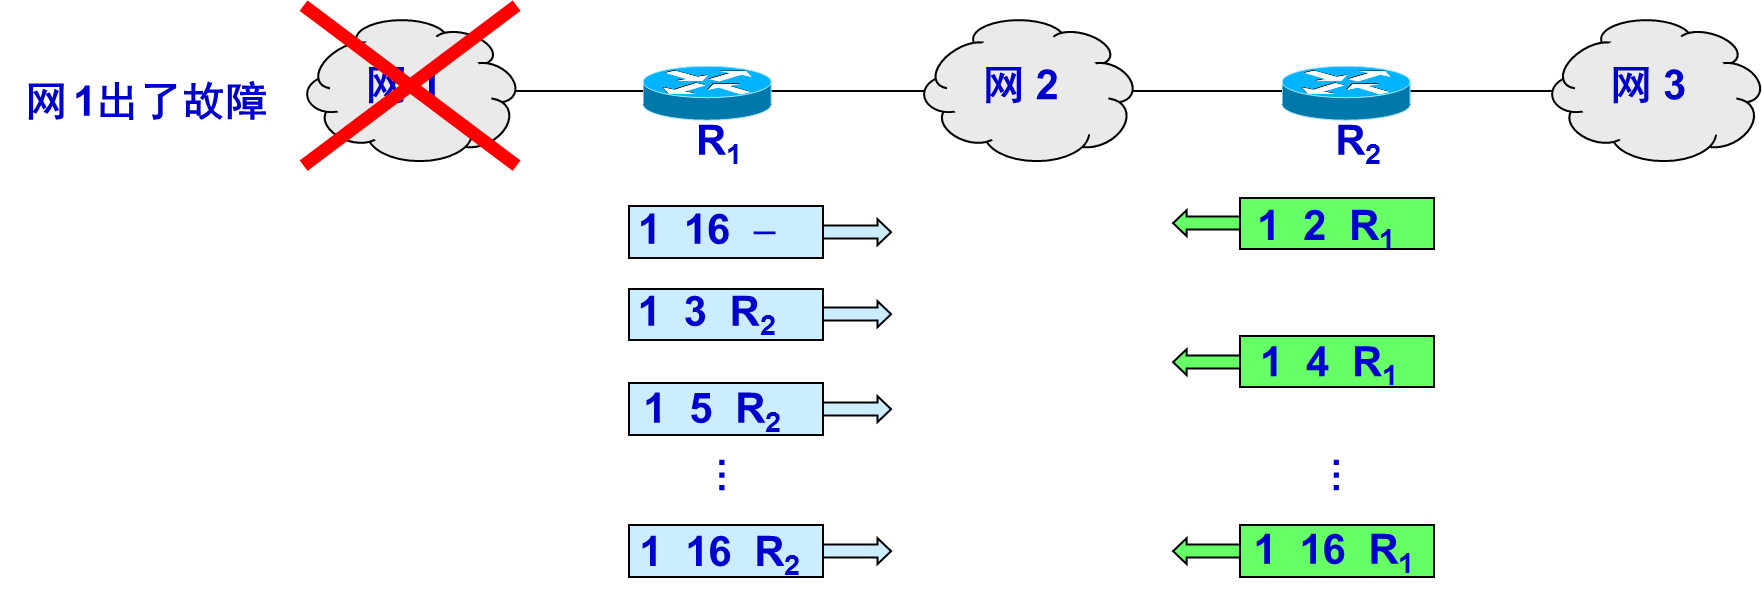 网 1出了故障
网 1
网 2
网 3
R1
R2
1 16 –
1 2 R1
1 3 R2
1 4 R1
1 5 R2
⋮
⋮
1 16 R2
1 16 R1